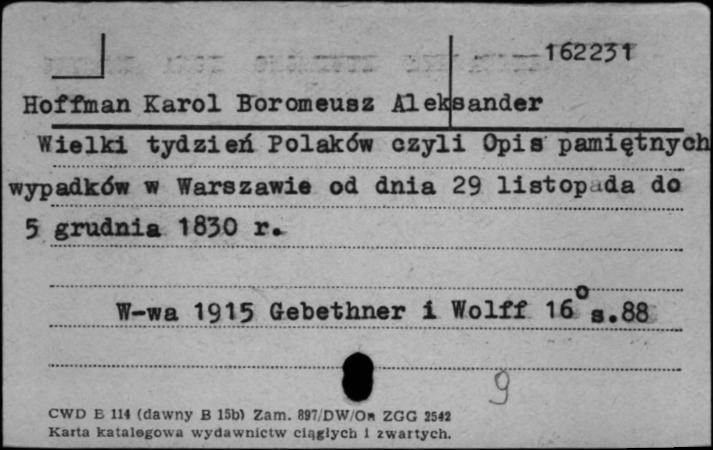 162231
Hoffman Karol Boromeusz Aleksander
Wielki tydzień Polaków czyli Opis pamiętnych
wypadków w Warszawie od dnia 29 listopada do
5 grudnia 1830 r.
W-wa 1915 Gebethner i Wolff 16° s.88
9
CWD E 114 (dawny B 15b) Zam. 897/DW/On ZGG 2542
Karta katalogowa wydawnictw ciągłych i zwartych.